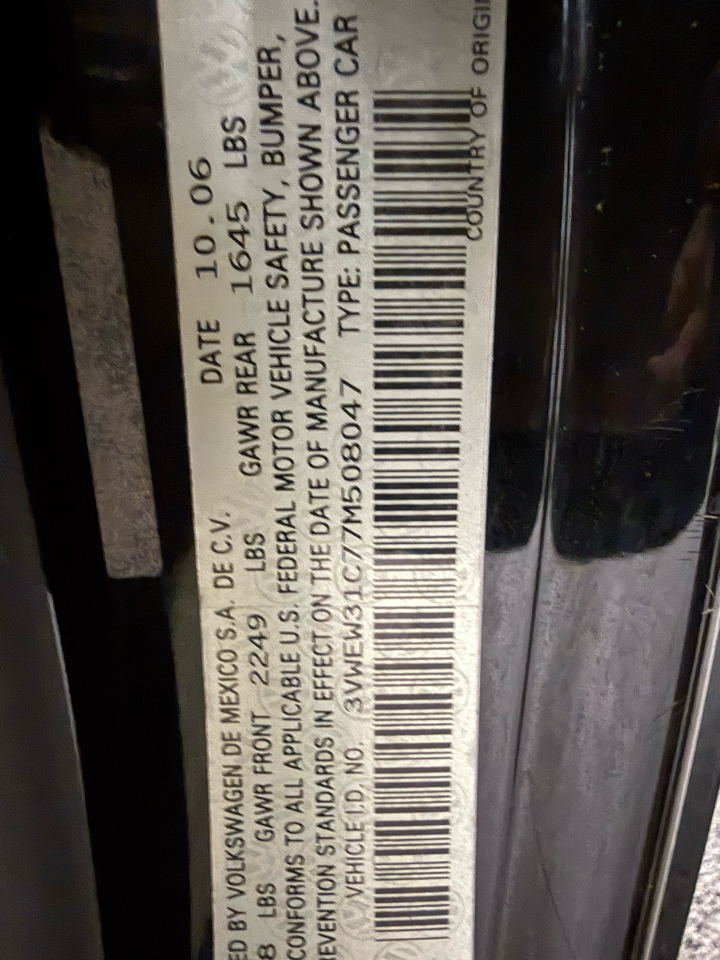 ED BY VOLKSWAGEN DE MEXICO S.A. DE C.V. DATE 10.06
8 LBS GAWR FRONT 2249 LBS GAWR REAR 1645 LBS
CONFORMS TO ALL APPLICABLE U.S. FEDERAL MOTOR VEHICLE SAFETY, BUMPER,
EVENTION STANDARDS IN EFFECT ON THE DATE OF MANUFACTURE SHOWN ABOVE.
VEHICLE I.D. NO. 3VWEW31C77M508047 TYPE: PASSENGER CAR
COUNTRY OF ORIGI